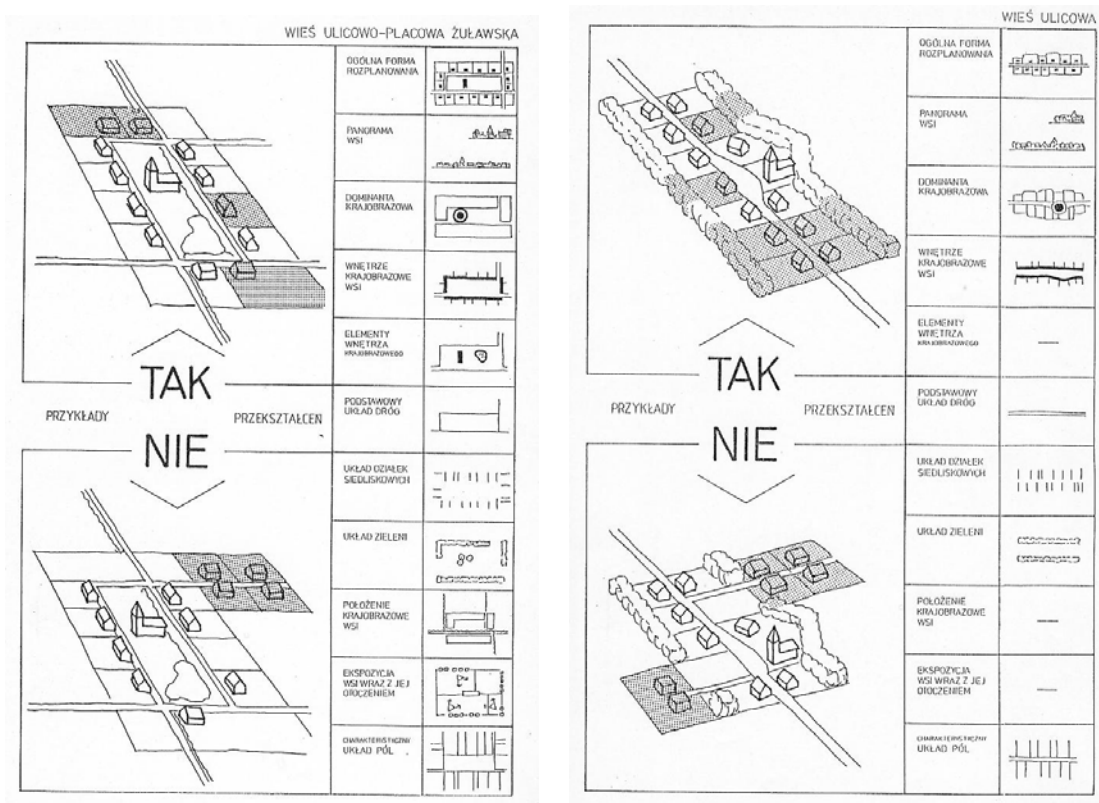 WIEŚ ULICOWO-PLACOWA ŻUŁAWSKA
OGÓLNA FORMA
ROZPLANOWANIA
PANORAMA
WSI
DOMINANTA
KRAJOBRAZOWA
WNĘTRZE
KRAJOBRAZOWE
WSI
ELEMENTY
WNĘTRZA
KRAJOBRAZOWEGO
PODSTAWOWY
UKŁAD DRÓG
UKŁAD DZIAŁEK
SIEDLISKOWYCH
UKŁAD ZIELENI
POŁOŻENIE
KRAJOBRAZOWE
WSI
EKSPOZYCJA
WSI WRAZ Z JEJ
OTOCZENIEM
CHARAKTERYSTYCZNY
UKŁAD PÓL
TAK
PRZYKŁADY PRZEKSZTAŁCEŃ
NIE
WIEŚ ULICOWA
OGÓLNA FORMA
ROZPLANOWANIA
PANORAMA
WSI
DOMINANTA
KRAJOBRAZOWA
WNĘTRZE
KRAJOBRAZOWE
WSI
ELEMENTY
WNĘTRZA
KRAJOBRAZOWEGO
PODSTAWOWY
UKŁAD DRÓG
UKŁAD DZIAŁEK
SIEDLISKOWYCH
UKŁAD ZIELENI
POŁOŻENIE
KRAJOBRAZOWE
WSI
EKSPOZYCJA
WSI WRAZ Z JEJ
OTOCZENIEM
CHARAKTERYSTYCZNY
UKŁAD PÓL
TAK
PRZYKŁADY PRZEKSZTAŁCEŃ
NIE